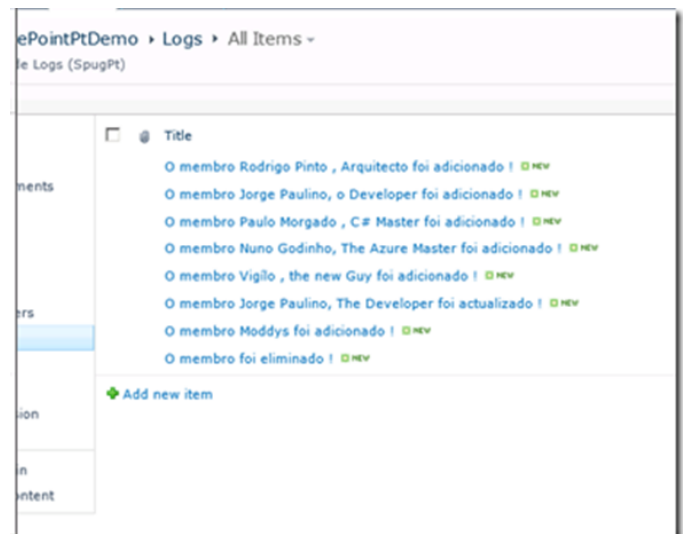 ePointPtDemo ▸ Logs ▸ All Items
le Logs (SpugPt)
Title
O membro Rodrigo Pinto , Arquitecto foi adicionado ! NEW
O membro Jorge Paulino, o Developer foi adicionado ! NEW
ments
O membro Paulo Morgado , C# Master foi adicionado ! NEW
O membro Nuno Godinho, The Azure Master foi adicionado ! NEW
O membro Vigílo , the new Guy foi adicionado ! NEW
ers
O membro Jorge Paulino, The Developer foi actualizado ! NEW
O membro Moddys foi adicionado ! NEW
O membro foi eliminado ! NEW
Add new item
sion
in
ontent